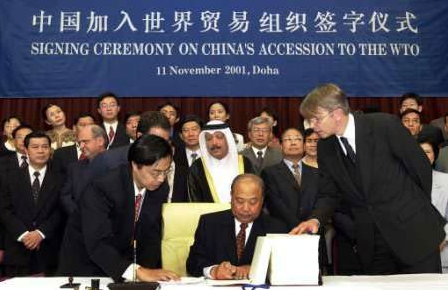 中国加入世界贸易组织签字仪式
SIGNING CEREMONY ON CHINA'S ACCESSION TO THE WTO
11 November 2001, Doha